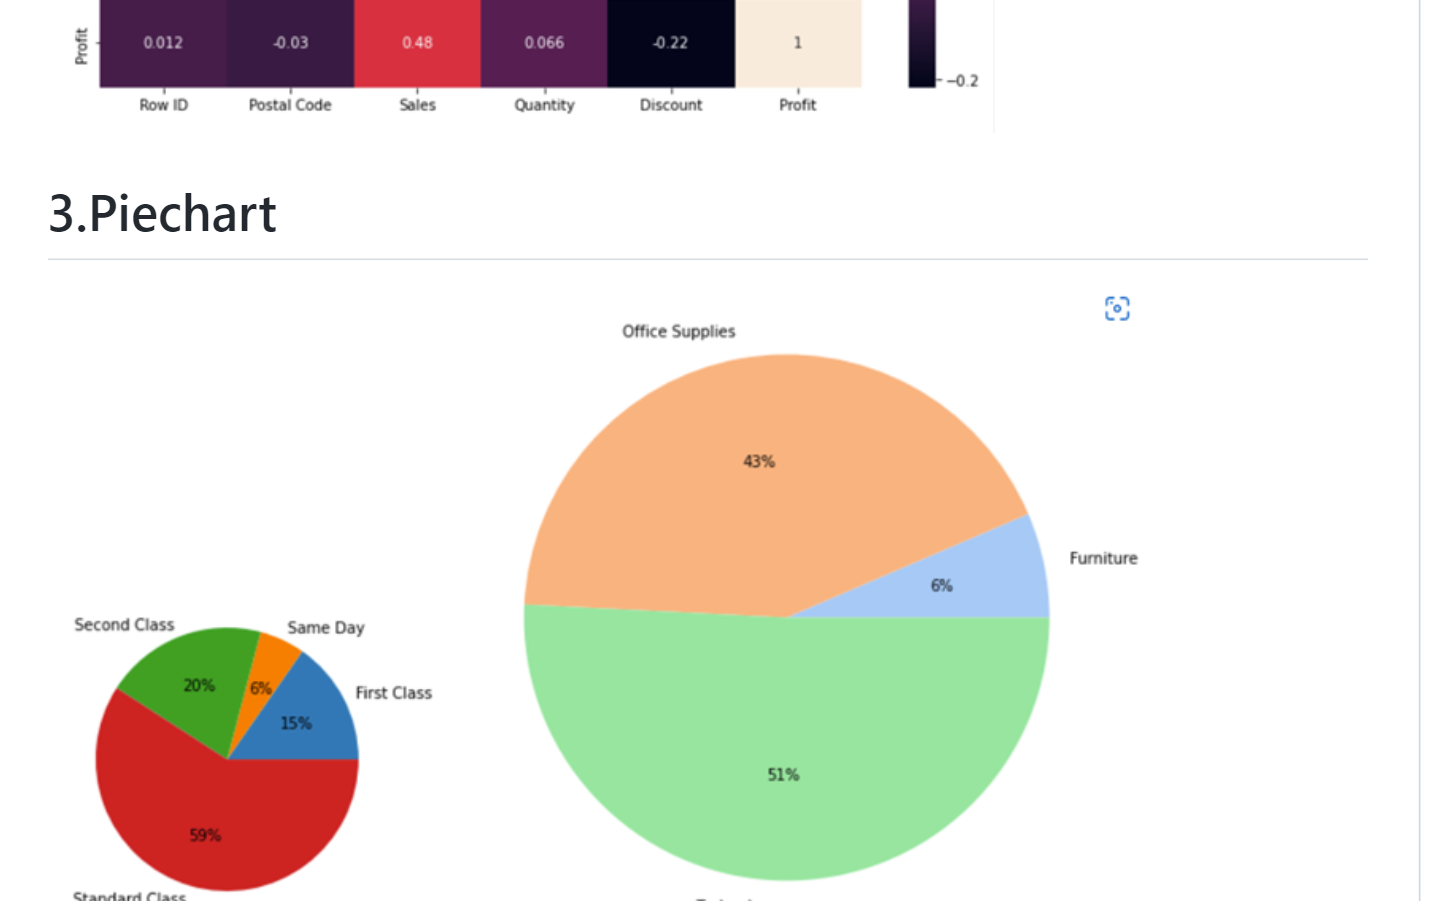 Profit
0.012 -0.03 0.48 0.066 -0.22 1
−0.2
Row ID Postal Code Sales Quantity Discount Profit
3.Piechart
Office Supplies
43%
Furniture
6%
51%
Second Class
Same Day
20%
6%
First Class
15%
59%
Standard Class